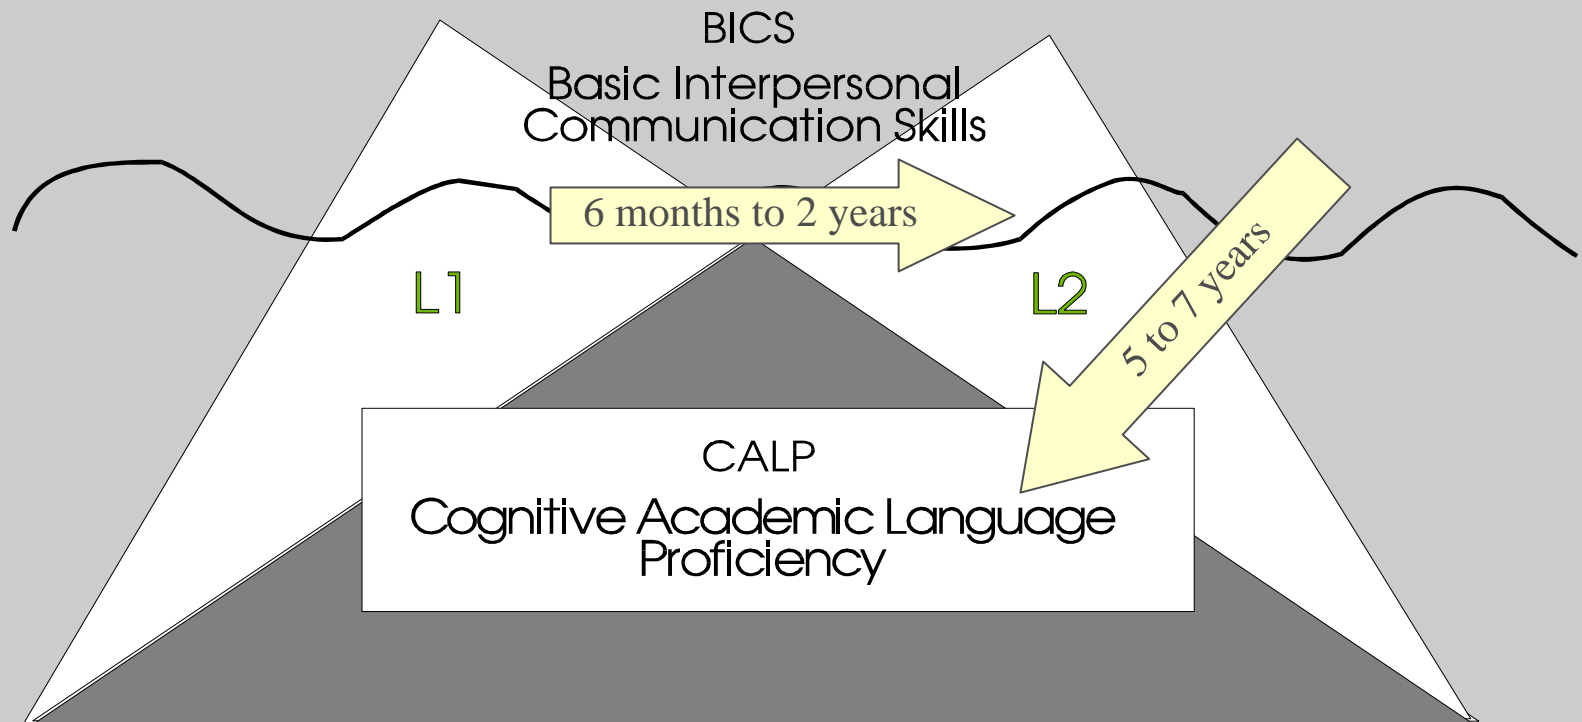 BICS
Basic Interpersonal
Communication Skills
6 months to 2 years
L1
L2
5 to 7 years
CALP
Cognitive Academic Language
Proficiency